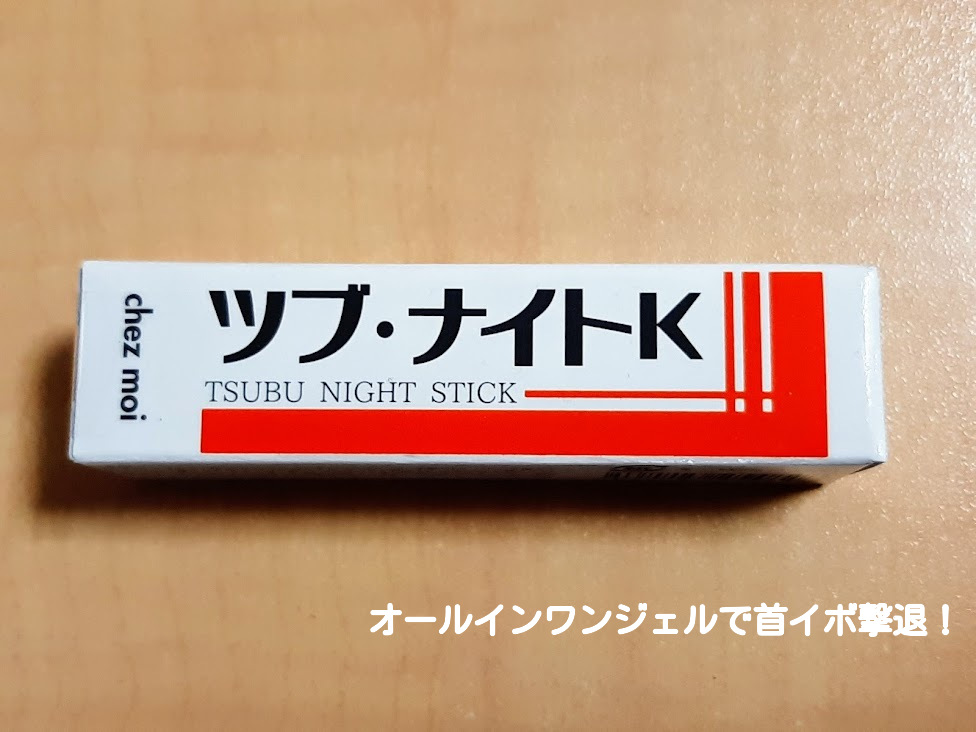 chez moi
ツブ・ナイトK
TSUBU NIGHT STICK
オールインワンジェルで首イボ撃退！